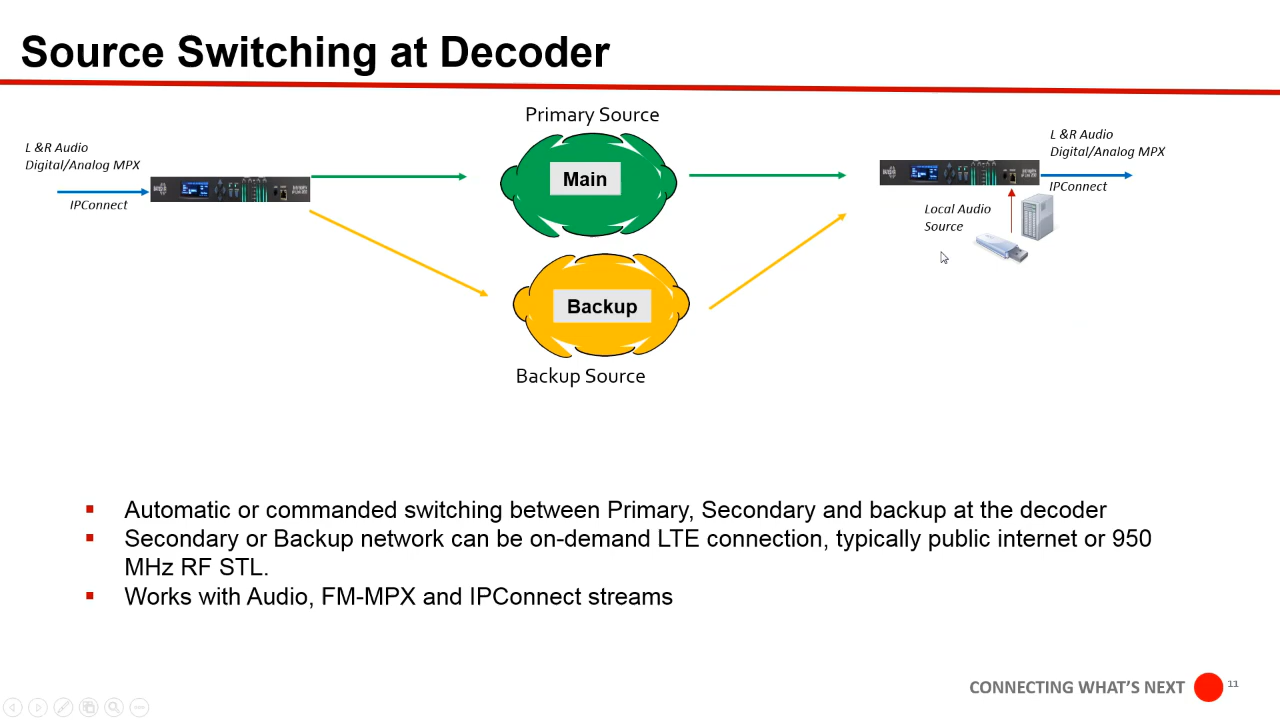 Source Switching at Decoder
Primary Source
L &R Audio
Digital/Analog MPX
IPConnect
Main
L &R Audio
Digital/Analog MPX
IPConnect
Local Audio
Source
Backup
Backup Source
▪ Automatic or commanded switching between Primary, Secondary and backup at the decoder
▪ Secondary or Backup network can be on-demand LTE connection, typically public internet or 950
MHz RF STL.
▪ Works with Audio, FM-MPX and IPConnect streams
CONNECTING WHAT'S NEXT
11